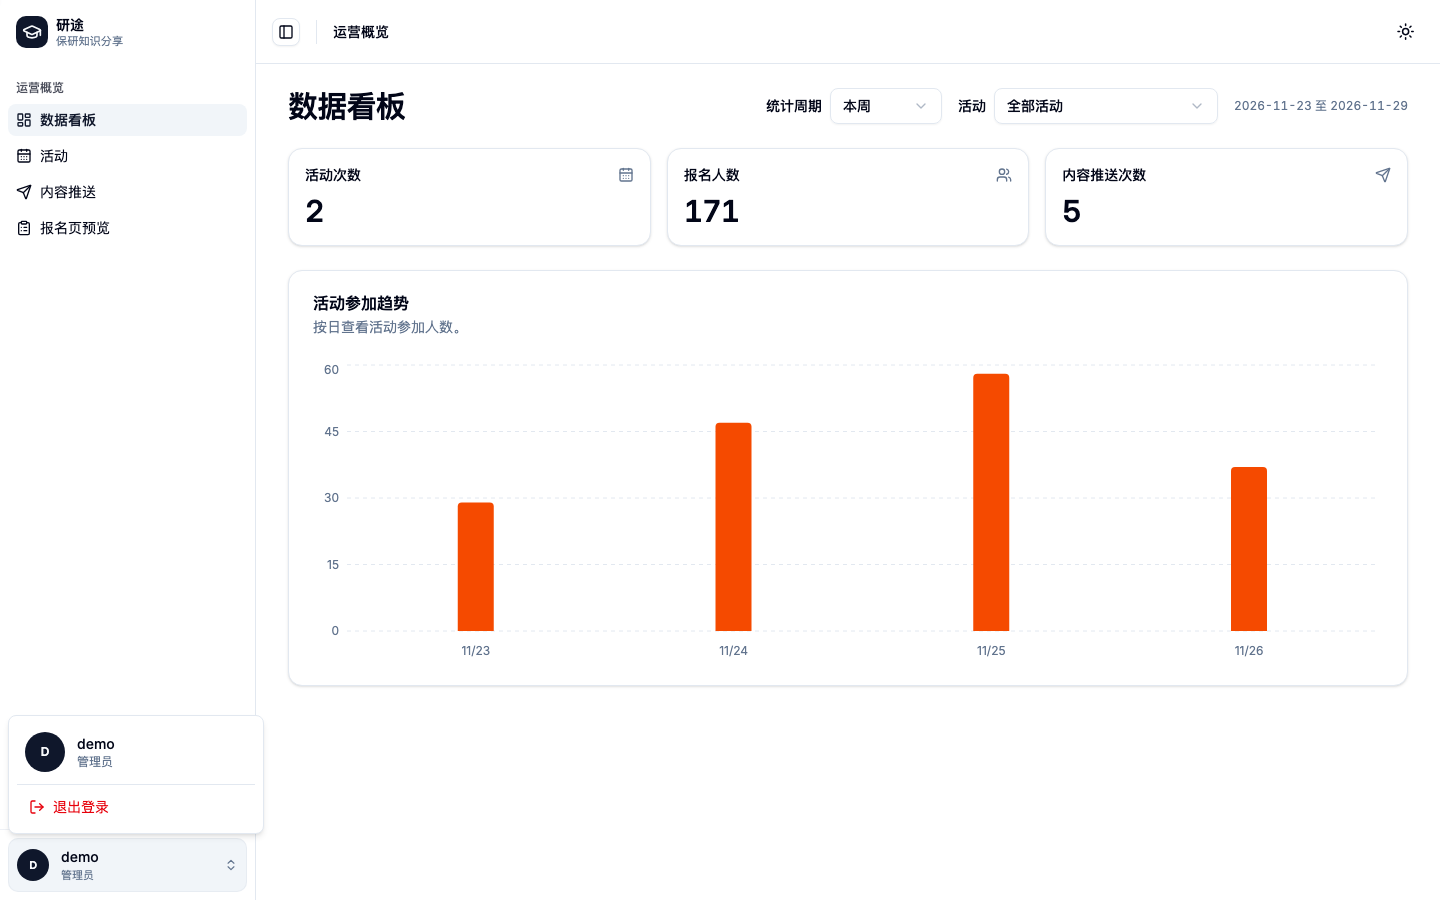 研途
保研知识分享
运营概览
数据看板
活动
内容推送
报名页预览
demo
管理员
退出登录
demo
管理员
运营概览
数据看板
统计周期 本周 活动 全部活动 2026-11-23 至 2026-11-29
活动次数
2
报名人数
171
内容推送次数
5
活动参加趋势
按日查看活动参加人数。
60
45
30
15
0
11/23 11/24 11/25 11/26
D
D